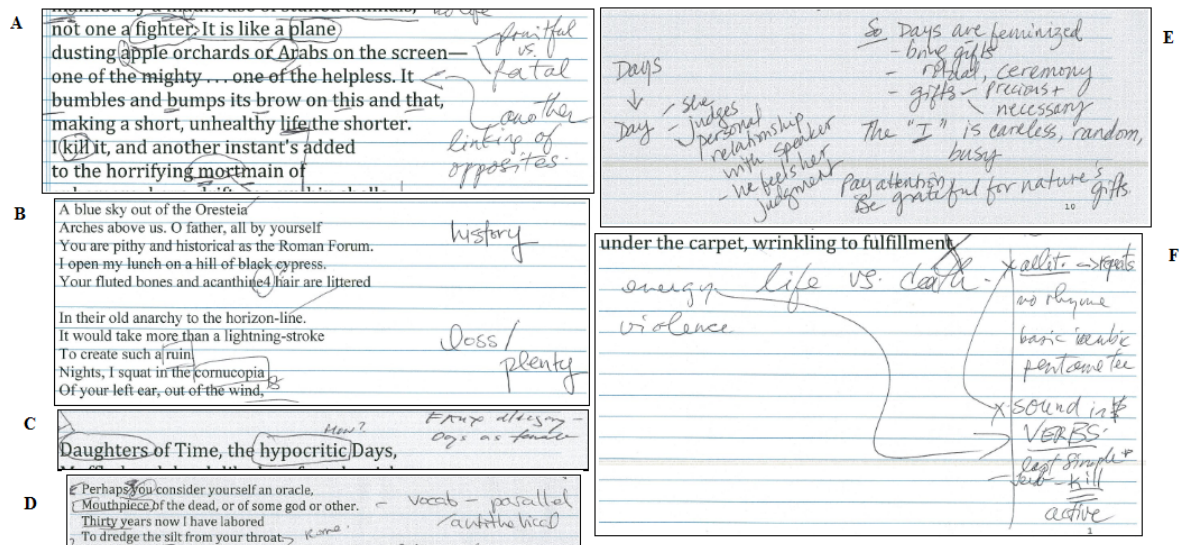 A
not one a fighter. It is like a plane
dusting apple orchards or Arabs on the screen—
one of the mighty . . . one of the helpless. It
bumbles and bumps its brow on this and that,
making a short, unhealthy life the shorter.
I kill it, and another instant's added
to the horrifying mortmain of
fruitful
vs.
fatal
another
linking of
opposites.
B
A blue sky out of the Oresteia
Arches above us. O father, all by yourself
You are pithy and historical as the Roman Forum.
I open my lunch on a hill of black cypress.
Your fluted bones and acanthine4 hair are littered
In their old anarchy to the horizon-line.
It would take more than a lightning-stroke
To create such a ruin.
Nights, I squat in the cornucopia
Of your left ear, out of the wind,
history
loss/
plenty
C
How?
Daughters of Time, the hypocritic Days,
Days as female
D
Perhaps you consider yourself an oracle,
Mouthpiece of the dead, or of some god or other.
Thirty years now I have labored
To dredge the silt from your throat.
vocab - parallel
/antithetical
Rome.
E
Days
Day
- she
judges
personal
relationship
with speaker
- he feels her
judgment
So Days are feminized
- bring gifts
- ritual, ceremony
- gifts - precious +
necessary
The "I" is careless, random,
busy
Pay attention
Be grateful for nature's
gifts.
10
F
under the carpet, wrinkling to fulfillment.
energy
violence
life vs. death.
x allit. -> repeats
no rhyme
basic iambic
pentameter
x sound in
VERBS
last simple
verb - kill
active
1